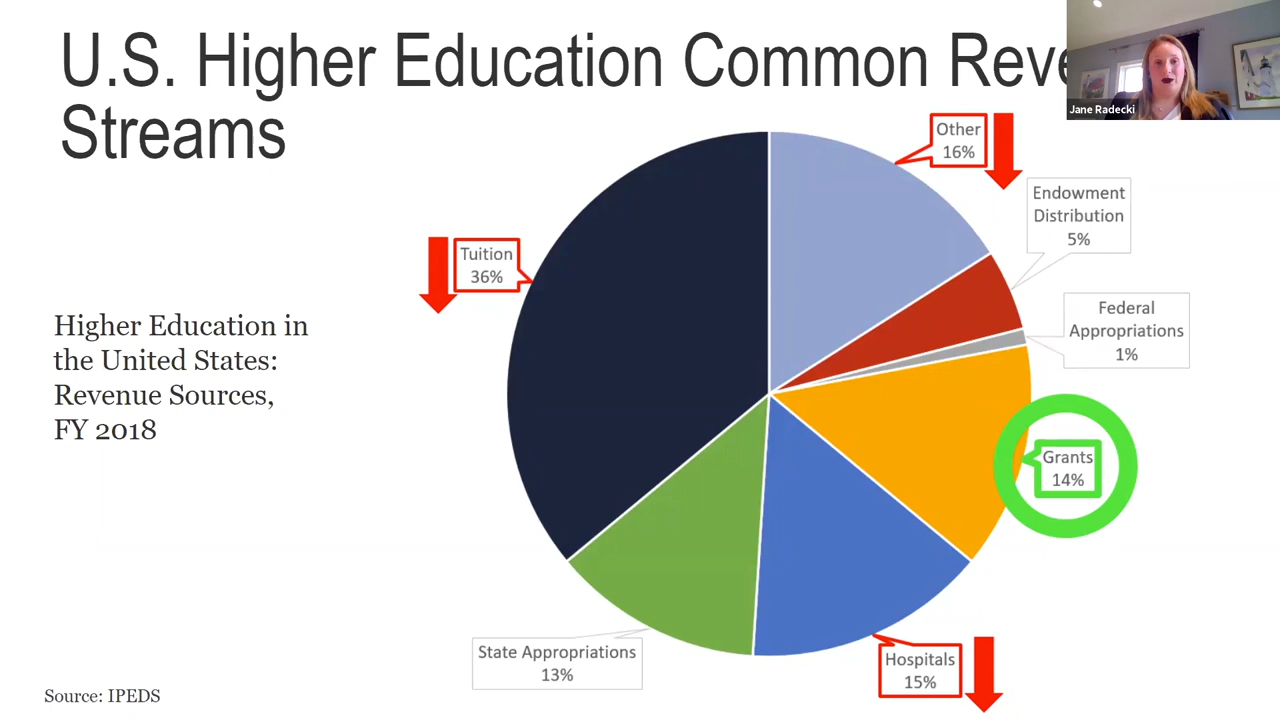 U.S. Higher Education Common Reve
Streams
Jane Radecki
Other
16%
Endowment
Distribution
5%
Tuition
36%
Federal
Appropriations
1%
Higher Education in
the United States:
Revenue Sources,
FY 2018
Grants
14%
State Appropriations
13%
Hospitals
15%
Source: IPEDS